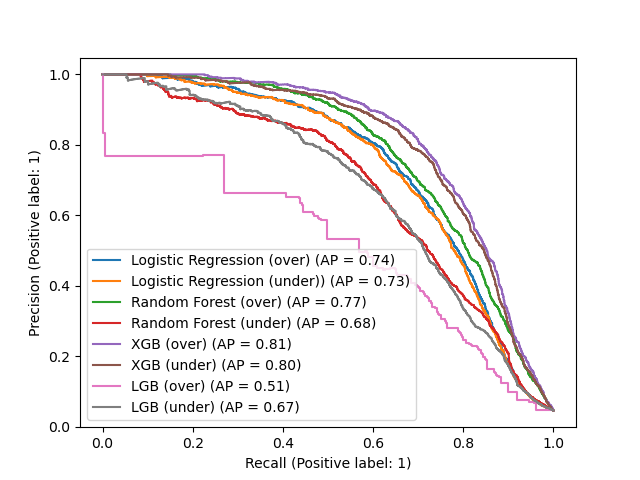 1.0
0.8
0.6
0.4
0.2
0.0
Precision (Positive label: 1)
Logistic Regression (over) (AP = 0.74)
Logistic Regression (under)) (AP = 0.73)
Random Forest (over) (AP = 0.77)
Random Forest (under) (AP = 0.68)
XGB (over) (AP = 0.81)
XGB (under) (AP = 0.80)
LGB (over) (AP = 0.51)
LGB (under) (AP = 0.67)
0.0 0.2 0.4 0.6 0.8 1.0
Recall (Positive label: 1)